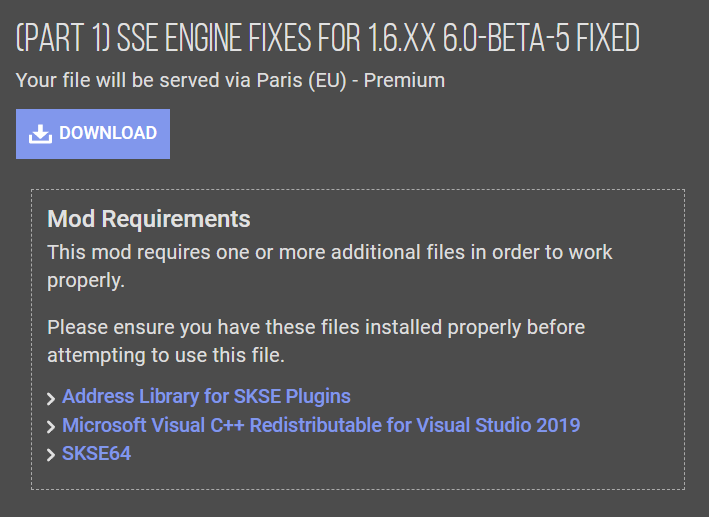 (PART 1) SSE ENGINE FIXES FOR 1.6.XX 6.0-BETA-5 FIXED
Your file will be served via Paris (EU) - Premium
DOWNLOAD
Mod Requirements
This mod requires one or more additional files in order to work
properly.
Please ensure you have these files installed properly before
attempting to use this file.
Address Library for SKSE Plugins
Microsoft Visual C++ Redistributable for Visual Studio 2019
SKSE64